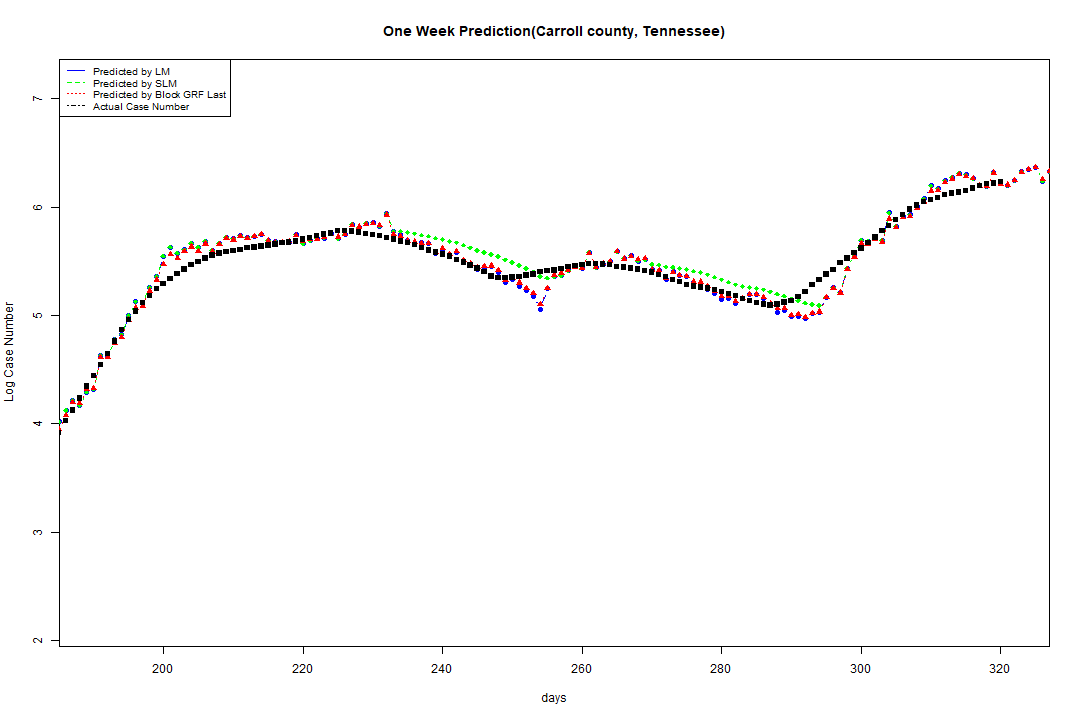 One Week Prediction(Carroll county, Tennessee)
Predicted by LM
Predicted by SLM
Predicted by Block GRF Last
Actual Case Number
7
6
5
4
3
2
Log Case Number
200 220 240 260 280 300 320
days